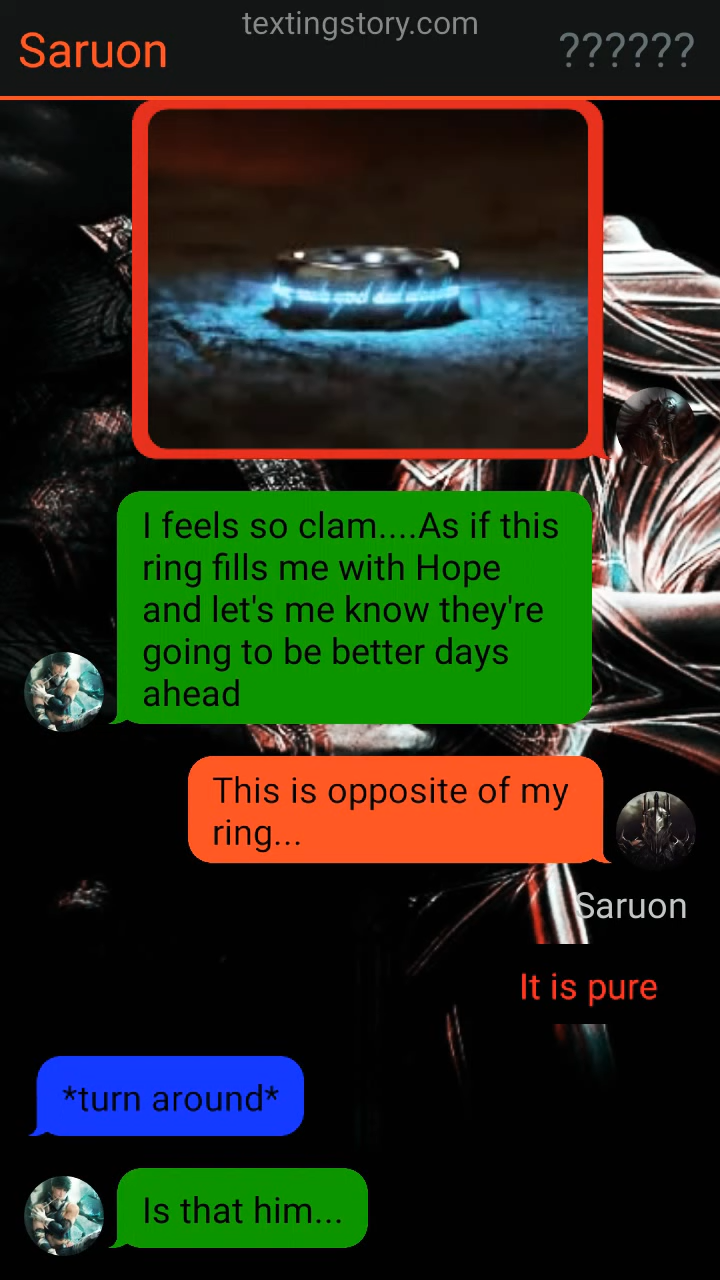 textingstory.com
Saruon
??????
I feels so clam....As if this
ring fills me with Hope
and let's me know they're
going to be better days
ahead
This is opposite of my
ring...
Saruon
It is pure
*turn around*
Is that him...